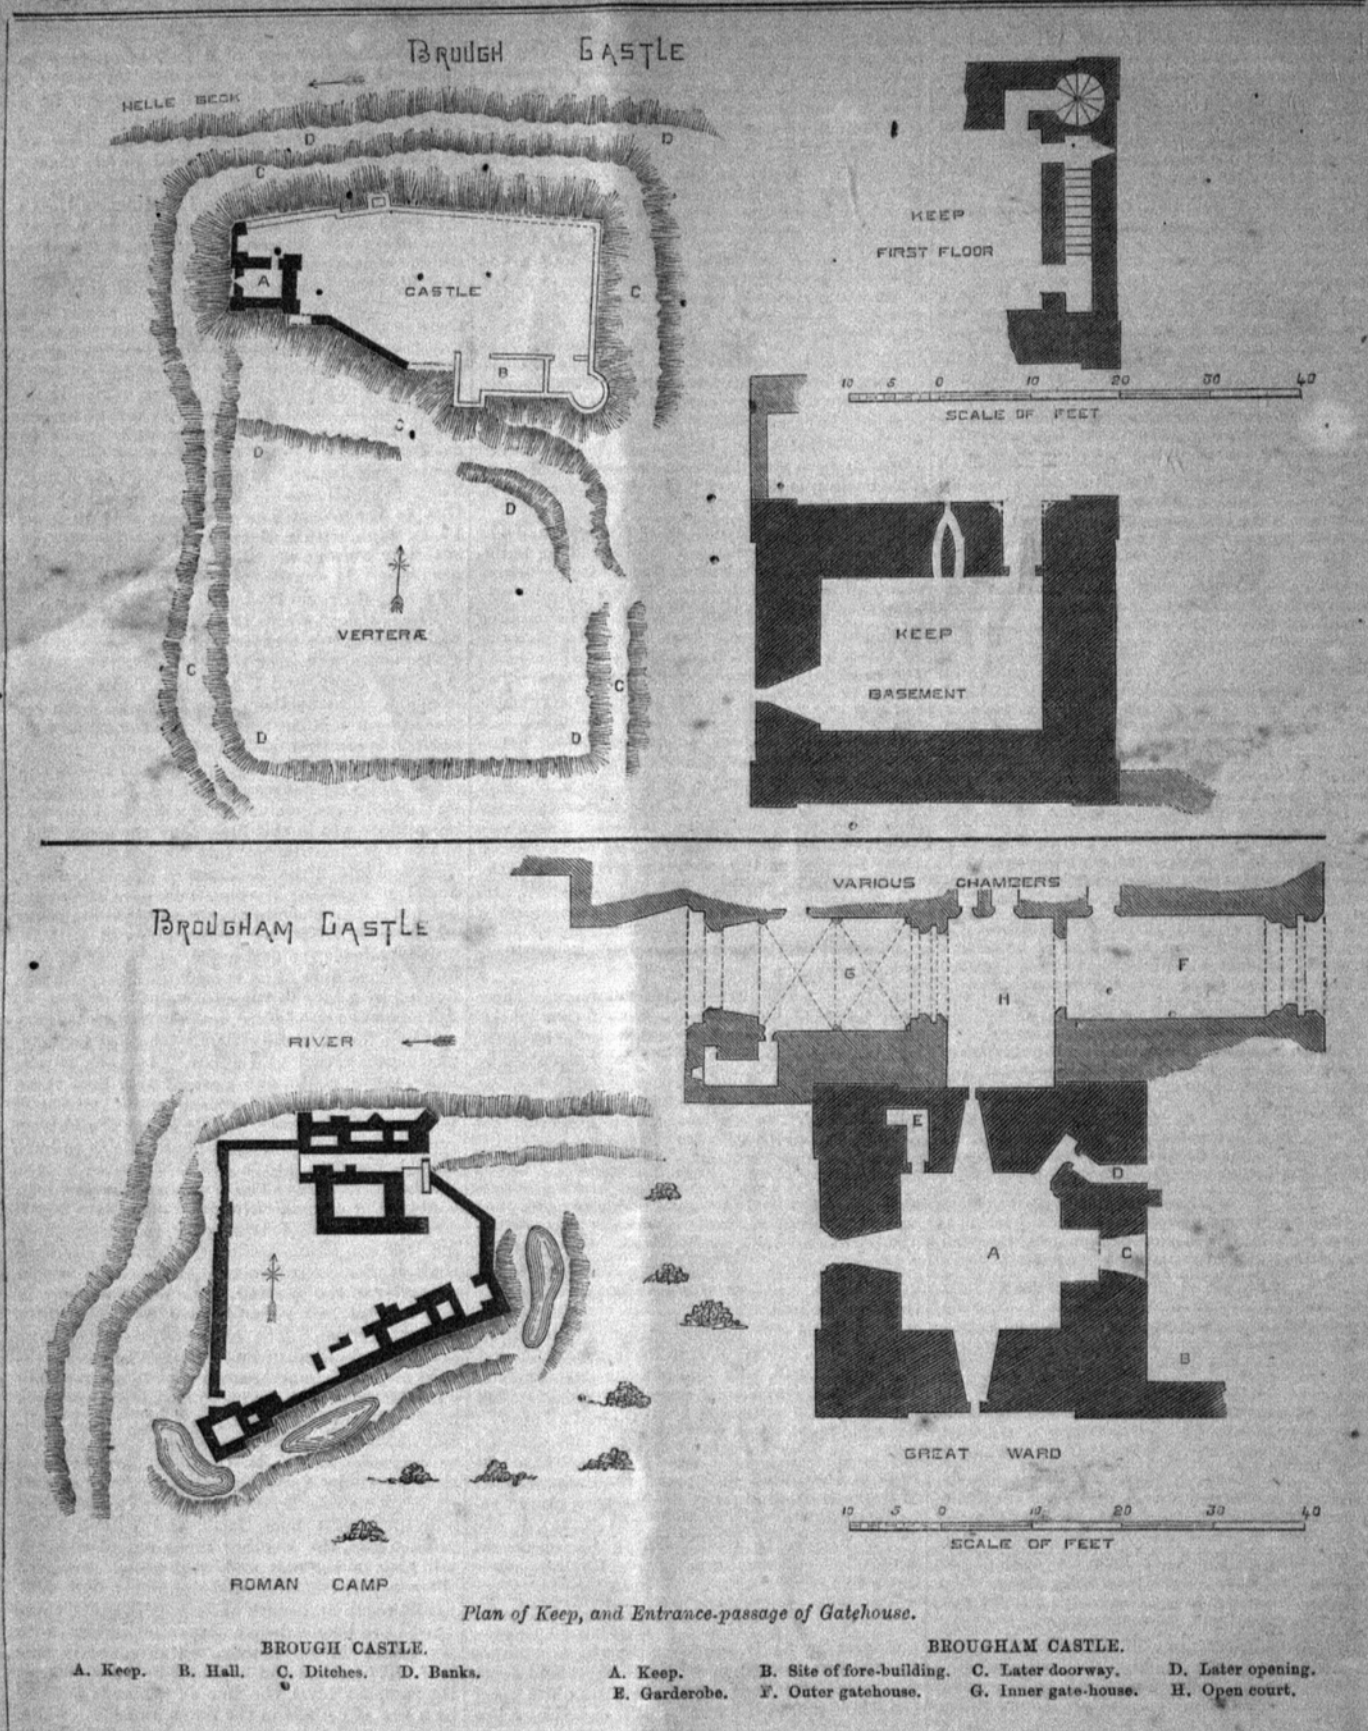 BROUGH CASTLE
HELLE BECK
D
D
C
A
CASTLE
C
B
C
D
D
VERTERÆ
C
C
D
D
KEEP
FIRST FLOOR
10 5 0 10 20 30 40
SCALE OF FEET
KEEP
BASEMENT
BROUGHAM CASTLE
RIVER
ROMAN CAMP
VARIOUS CHAMBERS
G
H
F
E
D
A
C
B
GREAT WARD
10 5 0 10 20 30 40
SCALE OF FEET
Plan of Keep, and Entrance-passage of Gatehouse.
BROUGH CASTLE.
A. Keep. B. Hall. C. Ditches. D. Banks.
BROUGHAM CASTLE.
A. Keep. B. Site of fore-building. C. Later doorway. D. Later opening.
E. Garderobe. F. Outer gatehouse. G. Inner gate-house. H. Open court.